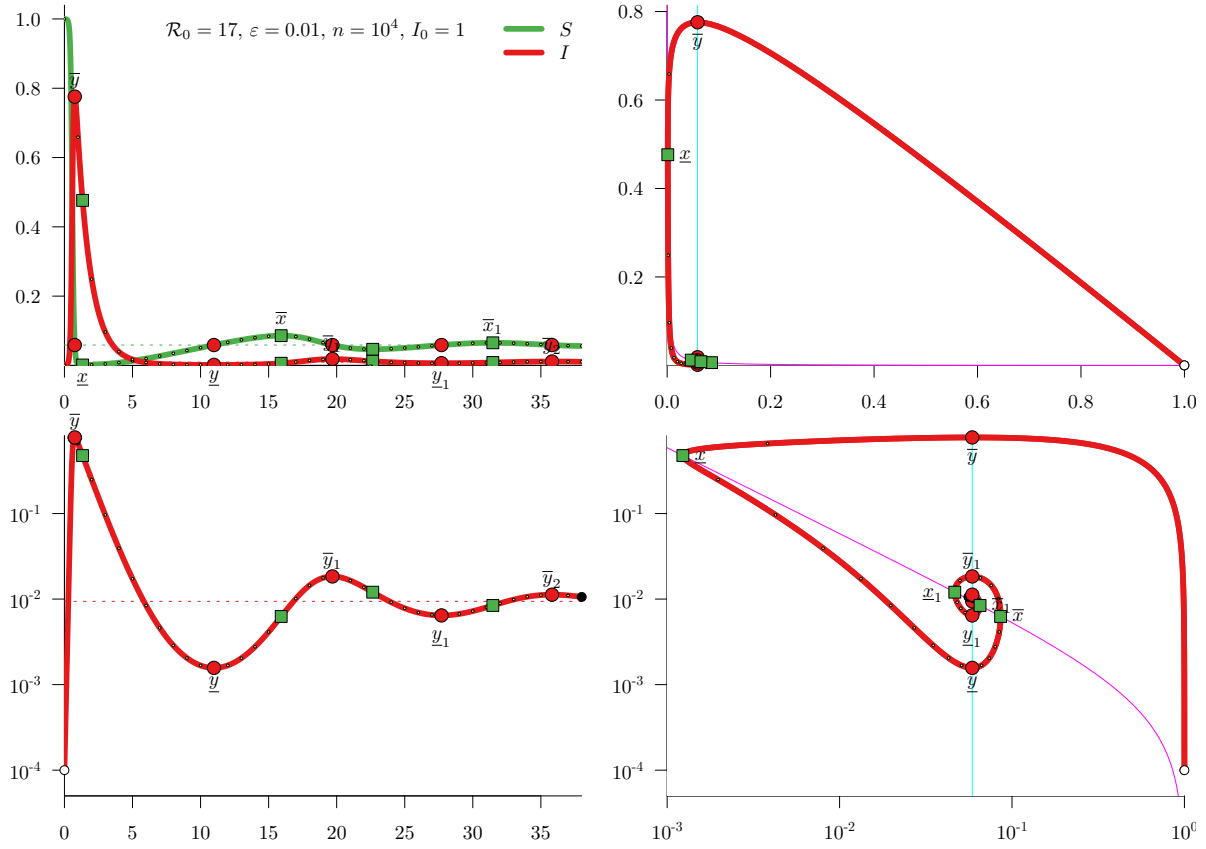 1.0
0.8
0.6
0.4
0.2
𝓡₀ = 17, ε = 0.01, n = 10⁴, I₀ = 1
S
I
y̅
x̲
y̲
x̅
y̲₁
x̅₁
0 5 10 15 20 25 30 35
0.8
0.6
0.4
0.2
y̅
x̲
0.0 0.2 0.4 0.6 0.8 1.0
10⁻¹
10⁻²
10⁻³
10⁻⁴
y̅
y̲
y̅₁
y̲₁
y̅₂
0 5 10 15 20 25 30 35
10⁻¹
10⁻²
10⁻³
10⁻⁴
x̲
y̅
y̅₁
x̲₁
x̅
y̲₁
y̲
10⁻³ 10⁻² 10⁻¹ 10⁰